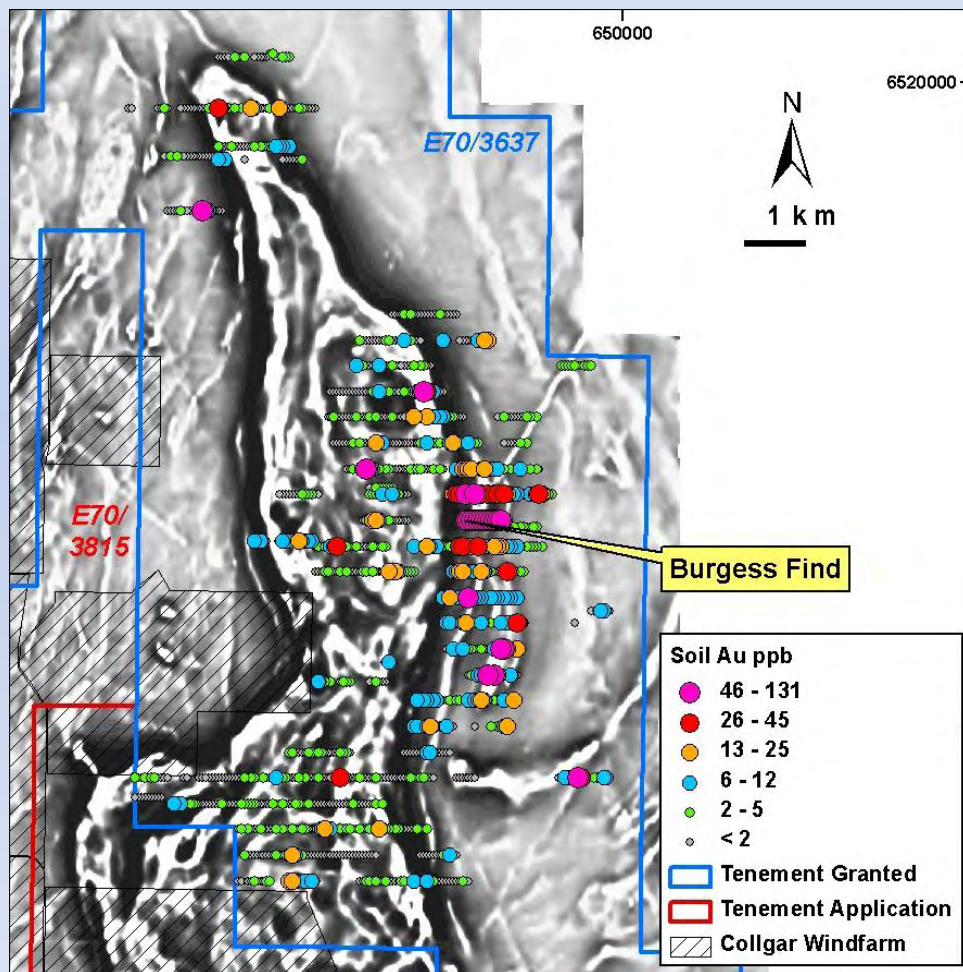 650000
6520000
N
E70/3637
1 km
E70/
3815
Burgess Find
Soil Au ppb
46 - 131
26 - 45
13 - 25
6 - 12
2 - 5
< 2
Tenement Granted
Tenement Application
Collgar Windfarm